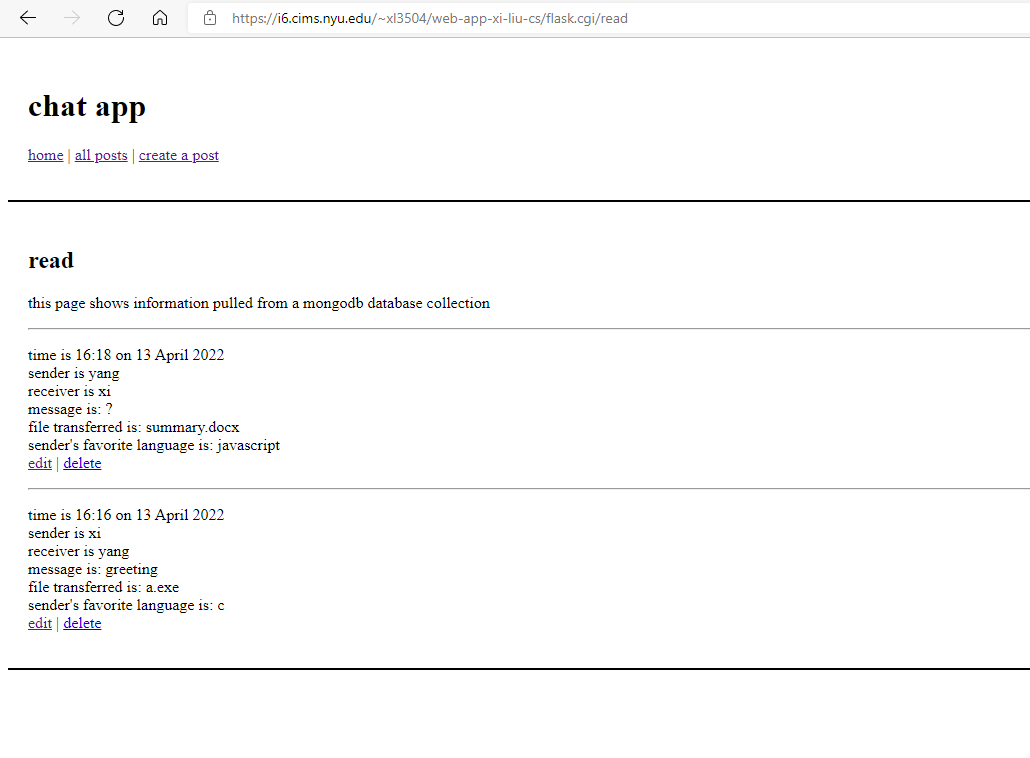 https://i6.cims.nyu.edu/~xl3504/web-app-xi-liu-cs/flask.cgi/read
chat app
home | all posts | create a post
read
this page shows information pulled from a mongodb database collection
time is 16:18 on 13 April 2022
sender is yang
receiver is xi
message is: ?
file transferred is: summary.docx
sender's favorite language is: javascript
edit | delete
time is 16:16 on 13 April 2022
sender is xi
receiver is yang
message is: greeting
file transferred is: a.exe
sender's favorite language is: c
edit | delete